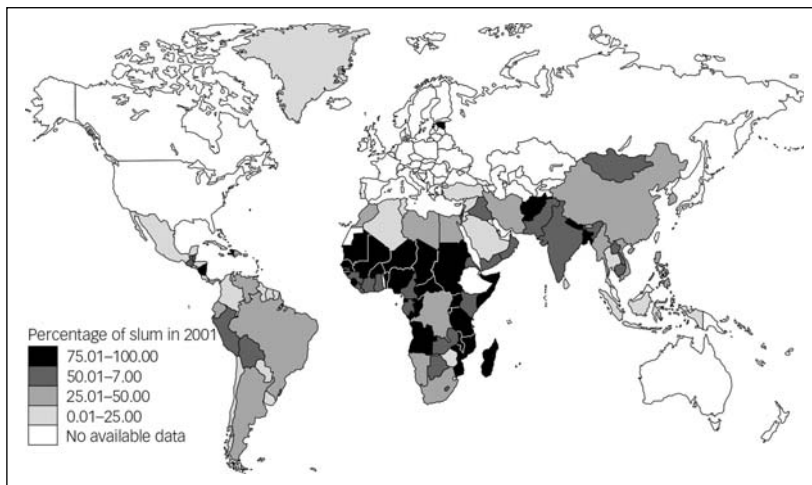 Percentage of slum in 2001
75.01–100.00
50.01–7.00
25.01–50.00
0.01–25.00
No available data